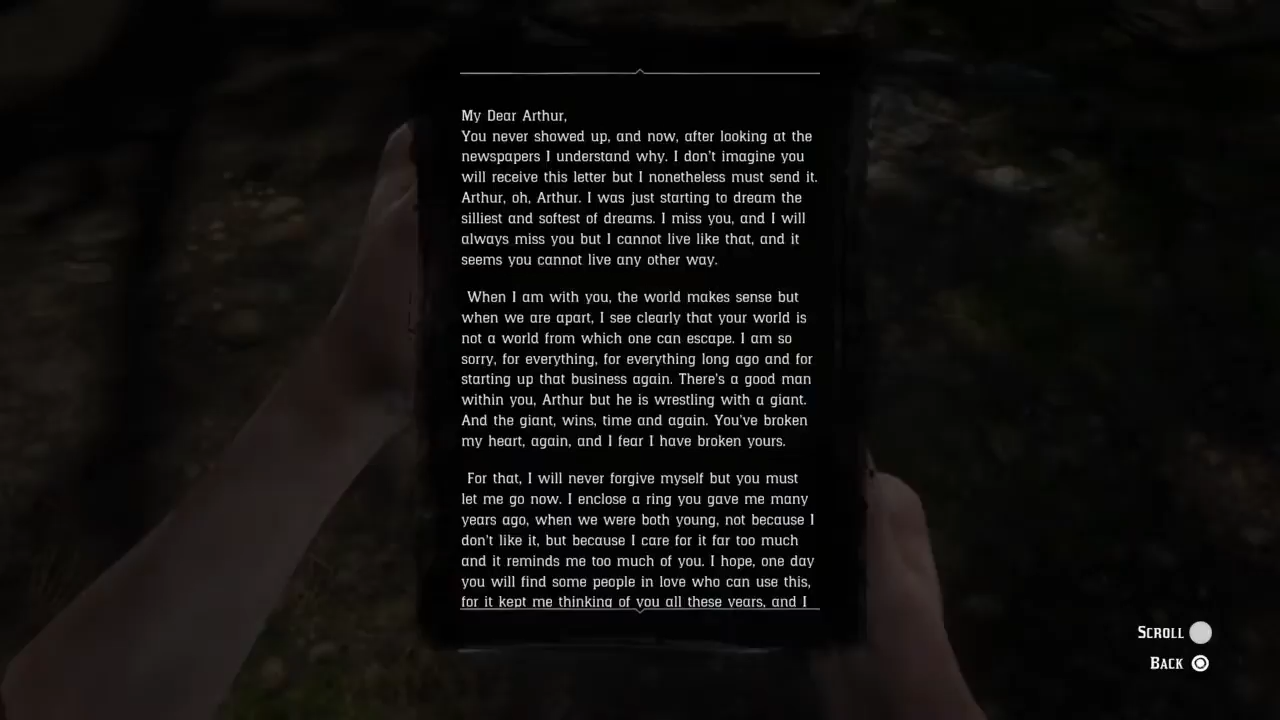 My Dear Arthur,
You never showed up, and now, after looking at the
newspapers I understand why. I don't imagine you
will receive this letter but I nonetheless must send it.
Arthur, oh, Arthur. I was just starting to dream the
silliest and softest of dreams. I miss you, and I will
always miss you but I cannot live like that, and it
seems you cannot live any other way.
When I am with you, the world makes sense but
when we are apart, I see clearly that your world is
not a world from which one can escape. I am so
sorry, for everything, for everything long ago and for
starting up that business again. There's a good man
within you, Arthur but he is wrestling with a giant.
And the giant, wins, time and again. You've broken
my heart, again, and I fear I have broken yours.
For that, I will never forgive myself but you must
let me go now. I enclose a ring you gave me many
years ago, when we were both young, not because I
don't like it, but because I care for it far too much
and it reminds me too much of you. I hope, one day
you will find some people in love who can use this,
for it kept me thinking of you all these years, and I
SCROLL
BACK